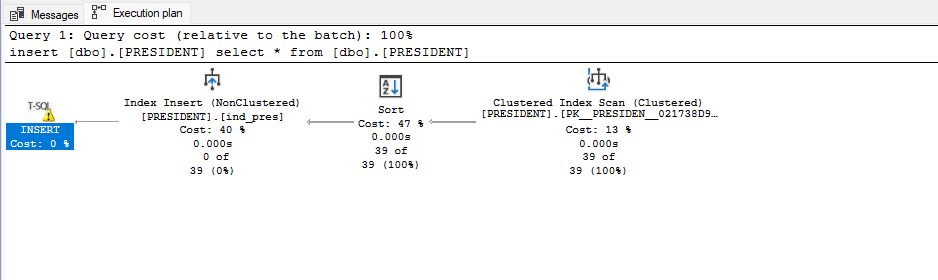 Messages Execution plan
Query 1: Query cost (relative to the batch): 100%
insert [dbo].[PRESIDENT] select * from [dbo].[PRESIDENT]
T-SQL
INSERT
Cost: 0 %
Index Insert (NonClustered)
[PRESIDENT].[ind_pres]
Cost: 40 %
0.000s
0 of
39 (0%)
Sort
Cost: 47 %
0.000s
39 of
39 (100%)
Clustered Index Scan (Clustered)
[PRESIDENT].[PK__PRESIDEN__021738D9…
Cost: 13 %
0.000s
39 of
39 (100%)